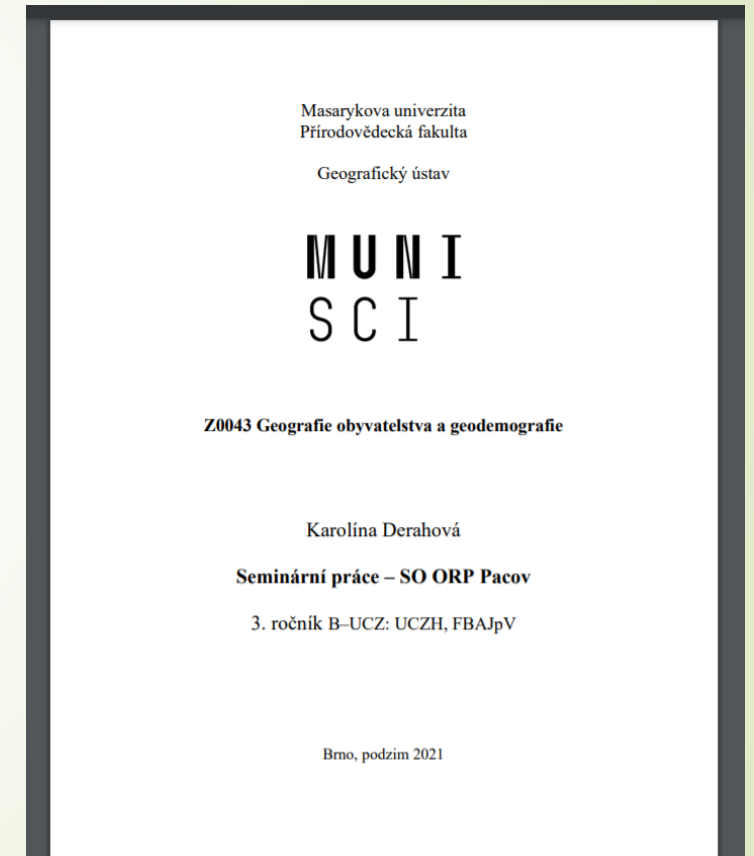 Masarykova univerzita
Přírodovědecká fakulta
Geografický ústav
MUNI
SCI
Z0043 Geografie obyvatelstva a geodemografie
Karolína Derahová
Seminární práce – SO ORP Pacov
3. ročník B–UCZ: UCZH, FBAJpV
Brno, podzim 2021